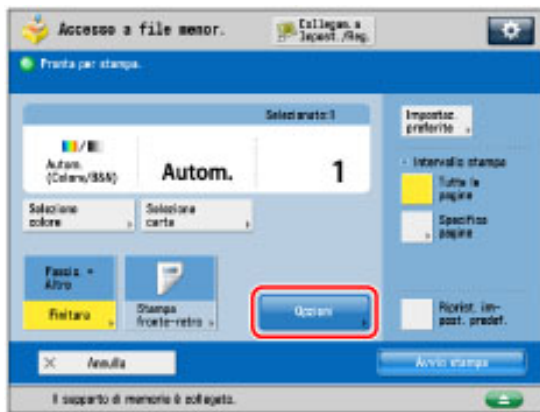 Accesso a file memor.
Collegam. a
Impost./Reg.
Pronta per stampa.
Selezionato:1
Autom.
(Colore/B&N)
Autom.
1
Seleziona
colore
Seleziona
carta
Fascic. +
Altro
Finitura
Stampa
fronte-retro
Opzioni
Impostaz.
preferite
Intervallo stampa
Tutte le
pagine
Specifica
pagine
Riprist. im-
post. predef.
Annulla
Avvio stampa
Il supporto di memoria è collegato.